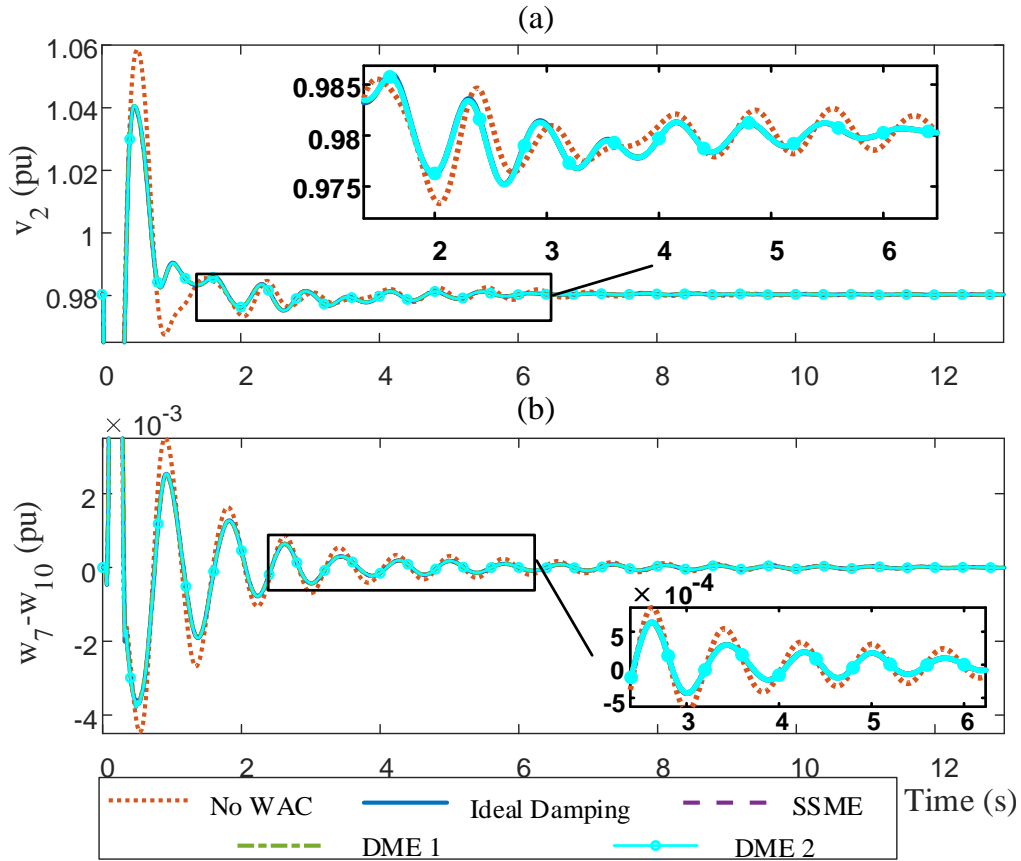 (a)
1.06
1.04
1.02
1
0.98
v_2 (pu)
0.985
0.98
0.975
2 3 4 5 6
0 2 4 6 8 10 12
(b)
× 10^-3
2
0
-2
-4
w_7-w_10 (pu)
× 10^-4
5
0
-5
3 4 5 6
0 2 4 6 8 10 12
Time (s)
No WAC Ideal Damping SSME
DME 1 DME 2